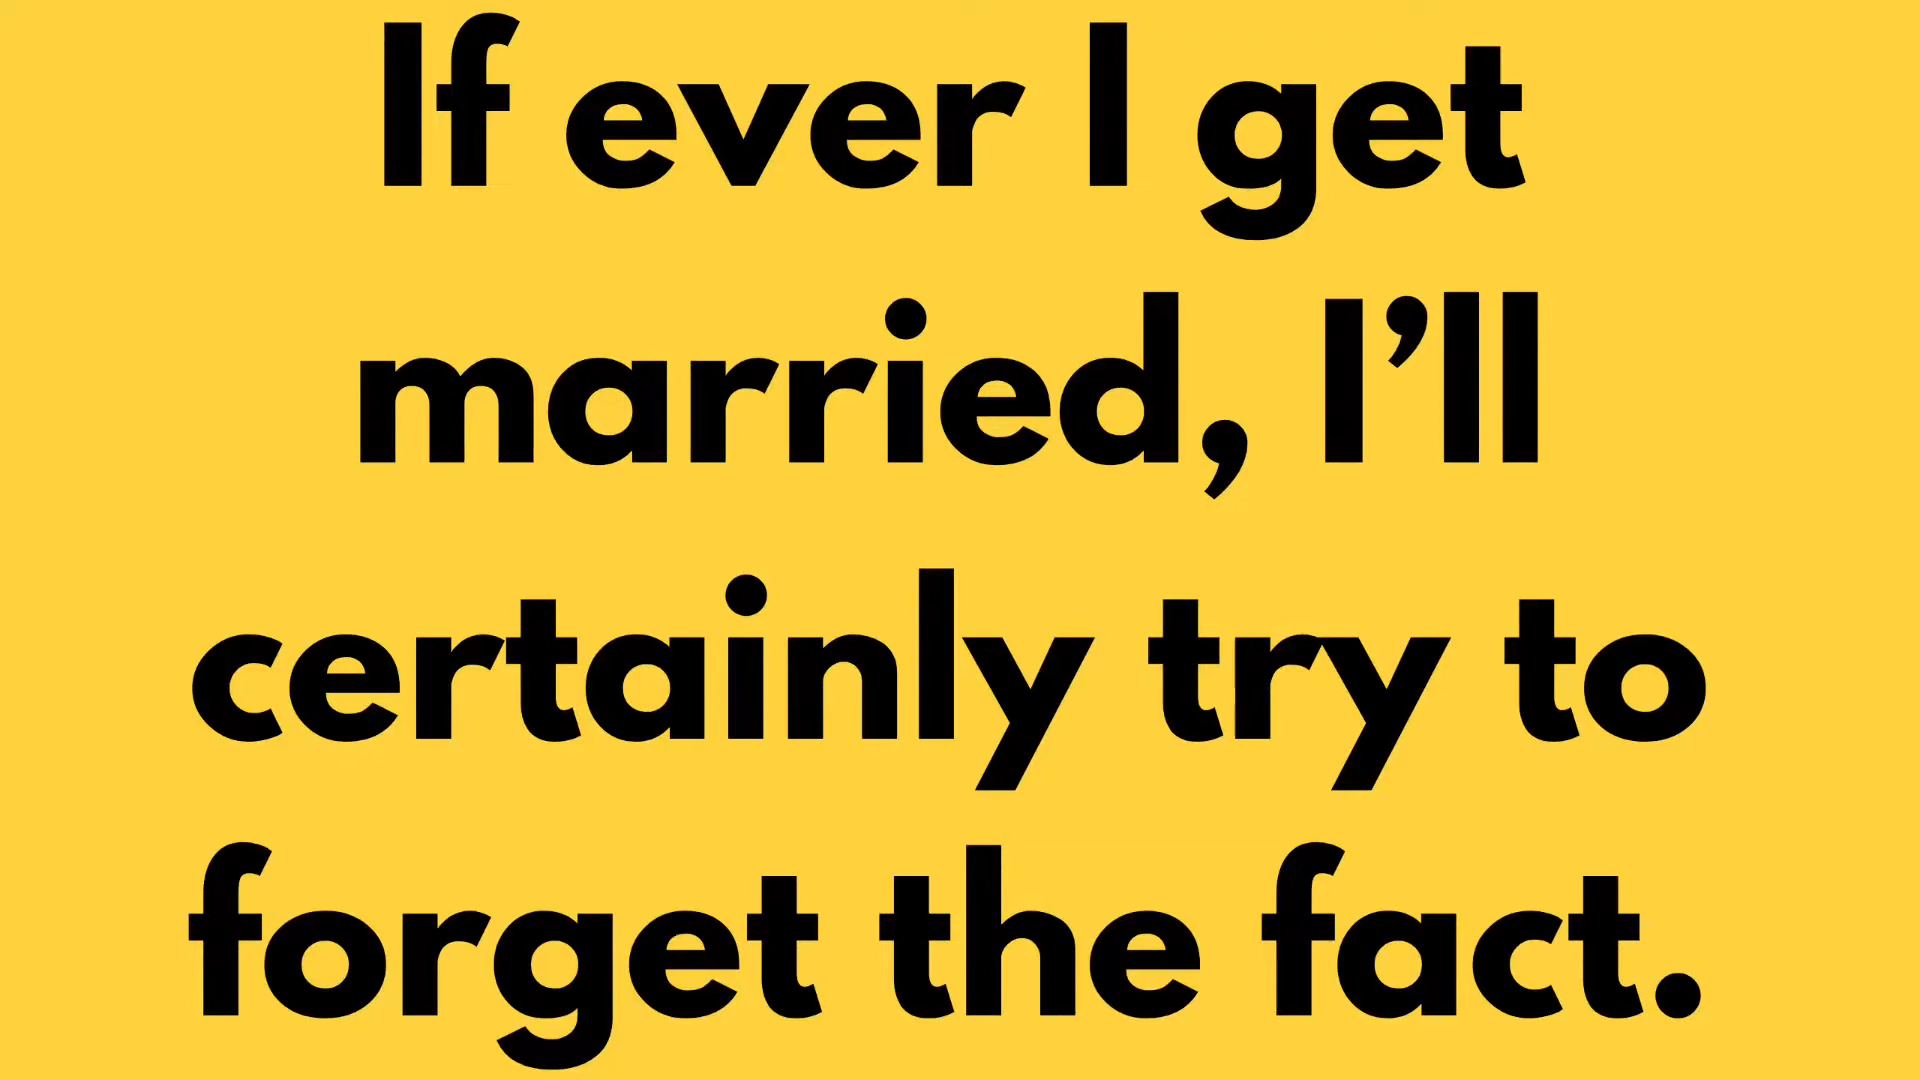 If ever I get
married, I’ll
certainly try to
forget the fact.